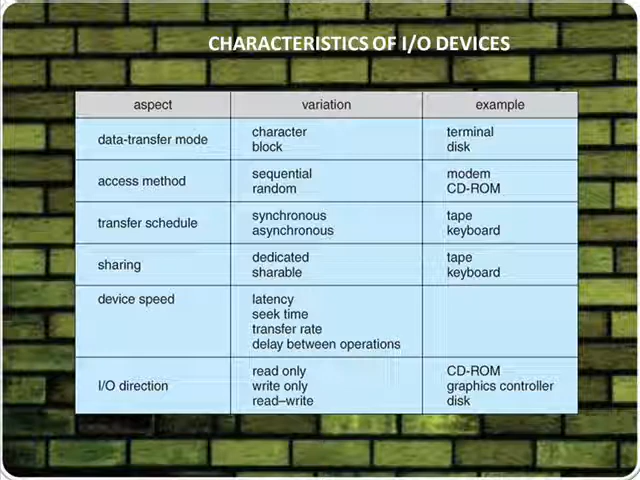 CHARACTERISTICS OF I/O DEVICES
aspect variation example
data-transfer mode character terminal
block disk
access method sequential modem
random CD-ROM
transfer schedule synchronous tape
asynchronous keyboard
sharing dedicated tape
sharable keyboard
device speed latency
seek time
transfer rate
delay between operations
I/O direction read only CD-ROM
write only graphics controller
read–write disk